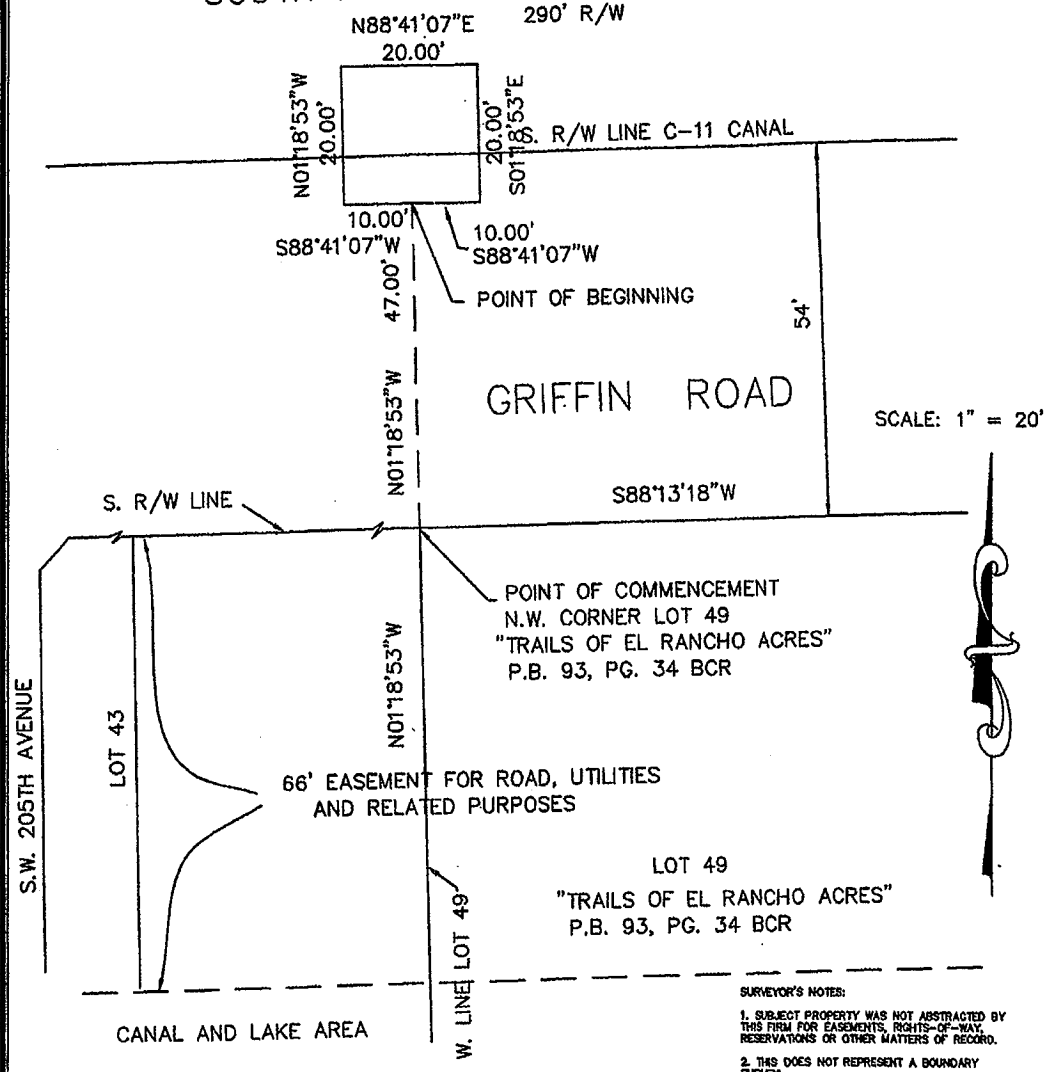 290' R/W
N88°41'07"E
20.00'
N01°18'53"W
20.00'
20.00'
S01°18'53"E
S. R/W LINE C-11 CANAL
10.00'
S88°41'07"W
10.00'
S88°41'07"W
47.00'
POINT OF BEGINNING
54'
N01°18'53"W
GRIFFIN ROAD
SCALE: 1" = 20'
S. R/W LINE
S88°13'18"W
POINT OF COMMENCEMENT
N.W. CORNER LOT 49
"TRAILS OF EL RANCHO ACRES"
P.B. 93, PG. 34 BCR
N01°18'53"W
S.W. 205TH AVENUE
LOT 43
66' EASEMENT FOR ROAD, UTILITIES
AND RELATED PURPOSES
LOT 49
"TRAILS OF EL RANCHO ACRES"
P.B. 93, PG. 34 BCR
W. LINE LOT 49
CANAL AND LAKE AREA
SURVEYOR'S NOTES:
1. SUBJECT PROPERTY WAS NOT ABSTRACTED BY
THIS FIRM FOR EASEMENTS, RIGHTS-OF-WAY,
RESERVATIONS OR OTHER MATTERS OF RECORD.
2. THIS DOES NOT REPRESENT A BOUNDARY